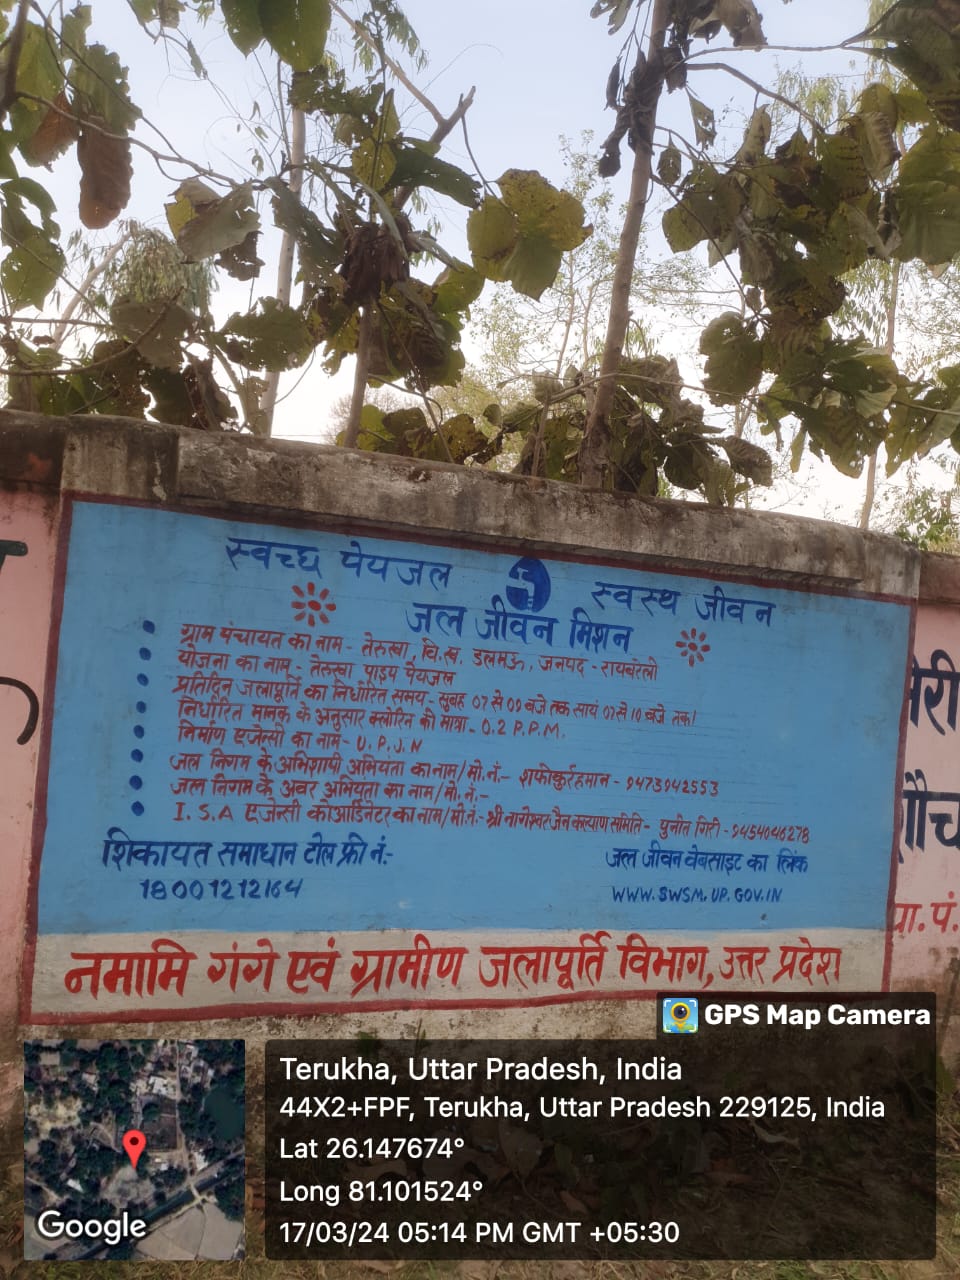 स्वच्छ पेयजल स्वस्थ जीवन
जल जीवन मिशन
ग्राम पंचायत का नाम - तेरुखा, वि.ख. डलमऊ, जनपद - रायबरेली
योजना का नाम - तेरुखा पाइप पेयजल
प्रतिदिन जलापूर्ति का निर्धारित समय - सुबह 07 से 09 बजे तक सायं 07 से 10 बजे तक।
निर्धारित मानक के अनुसार क्लोरिन की मात्रा - 0.2 P.P.M.
निर्माण एजेन्सी का नाम - U.P.J.N
जल निगम के अभिशापी अभियंता का नाम/मो.नं.- शफीकुर्रहमान - 9473942553
जल निगम के अवर अभियंता का नाम/मो.नं.-
I.S.A एजेन्सी कोआर्डिनेटर का नाम/मो.नं.- श्री नागेश्वर जैन कल्याण समिति - पुनीत गिरी - 9454046278
शिकायत समाधान टोल फ्री नं:-
18001212164
जल जीवन वेबसाइट का लिंक
WWW.SWSM.UP.GOV.IN
नमामि गंगे एवं ग्रामीण जलापूर्ति विभाग, उत्तर प्रदेश
पा. पं.
GPS Map Camera
Terukha, Uttar Pradesh, India
44X2+FPF, Terukha, Uttar Pradesh 229125, India
Lat 26.147674°
Long 81.101524°
17/03/24 05:14 PM GMT +05:30
Google